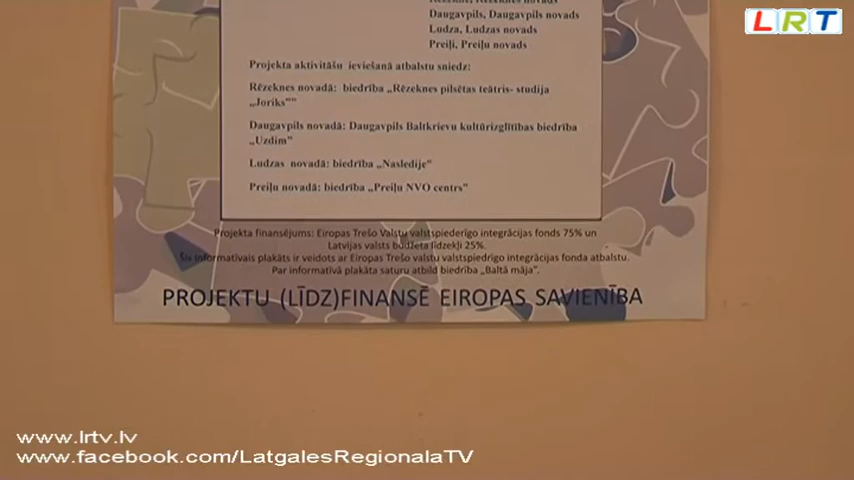 LRT
Rēzekne, Rēzeknes novads
Daugavpils, Daugavpils novads
Ludza, Ludzas novads
Preiļi, Preiļu novads
Projekta aktivitāšu ieviešanā atbalstu sniedz:
Rēzeknes novadā: biedrība „Rēzeknes pilsētas teātris- studija
„Joriks””
Daugavpils novadā: Daugavpils Baltkrievu kultūrizglītības biedrība
„Uzdim”
Ludzas novadā: biedrība „Nasledije”
Preiļu novadā: biedrība „Preiļu NVO centrs”
Projekta finansējums: Eiropas Trešo Valstu valstspiederīgo integrācijas fonds 75% un
Latvijas valsts budžeta līdzekļi 25%.
Šis informatīvais plakāts ir veidots ar Eiropas Trešo valstu valstspiedrīgo integrācijas fonda atbalstu.
Par informatīvā plakāta saturu atbild biedrība „Baltā māja”.
PROJEKTU (LĪDZ)FINANSĒ EIROPAS SAVIENĪBA
www.lrtv.lv
www.facebook.com/LatgalesRegionalaTV